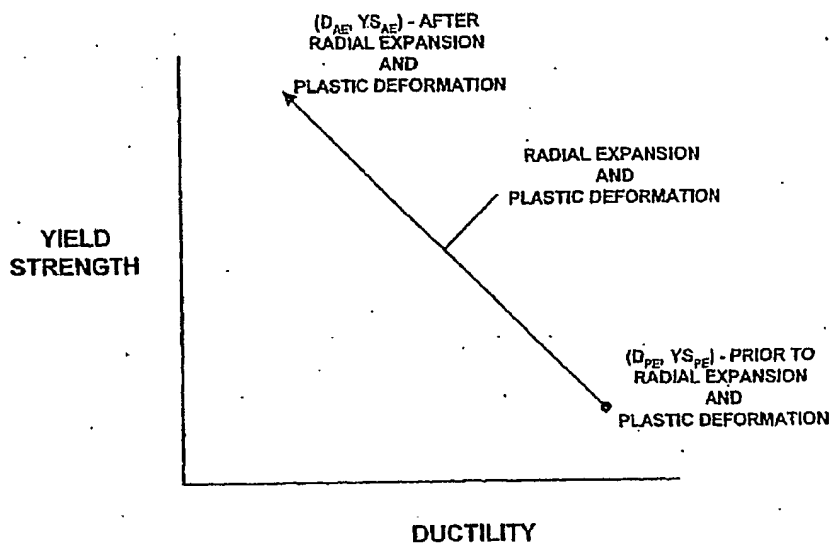 (D_AE, YS_AE) - AFTER
RADIAL EXPANSION
AND
PLASTIC DEFORMATION
RADIAL EXPANSION
AND
PLASTIC DEFORMATION
YIELD
STRENGTH
(D_PE, YS_PE) - PRIOR TO
RADIAL EXPANSION
AND
PLASTIC DEFORMATION
DUCTILITY